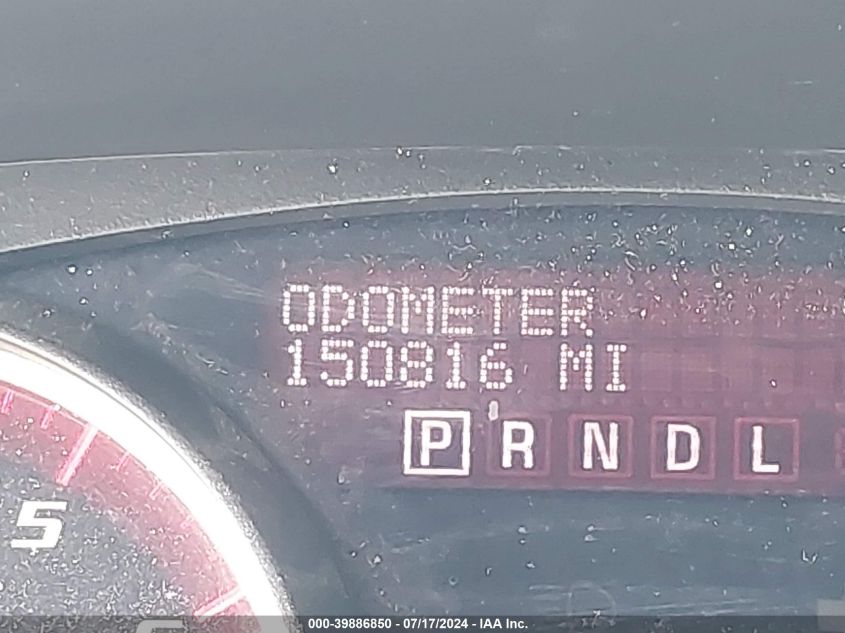 ODOMETER
150816 MI
P R N D L
5
000-39886850 - 07/17/2024 - IAA Inc.